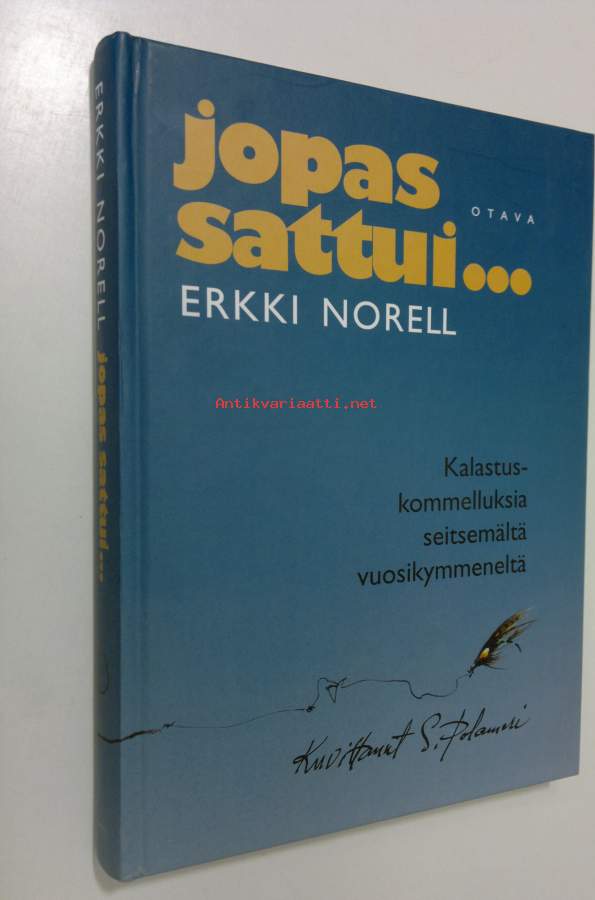 ERKKI NORELL jopas sattui...
jopas
sattui...
OTAVA
ERKKI NORELL
Antikvariaatti.net
Kalastus-
kommelluksia
seitsemältä
vuosikymmeneltä
Kuvittanut S. Polameri